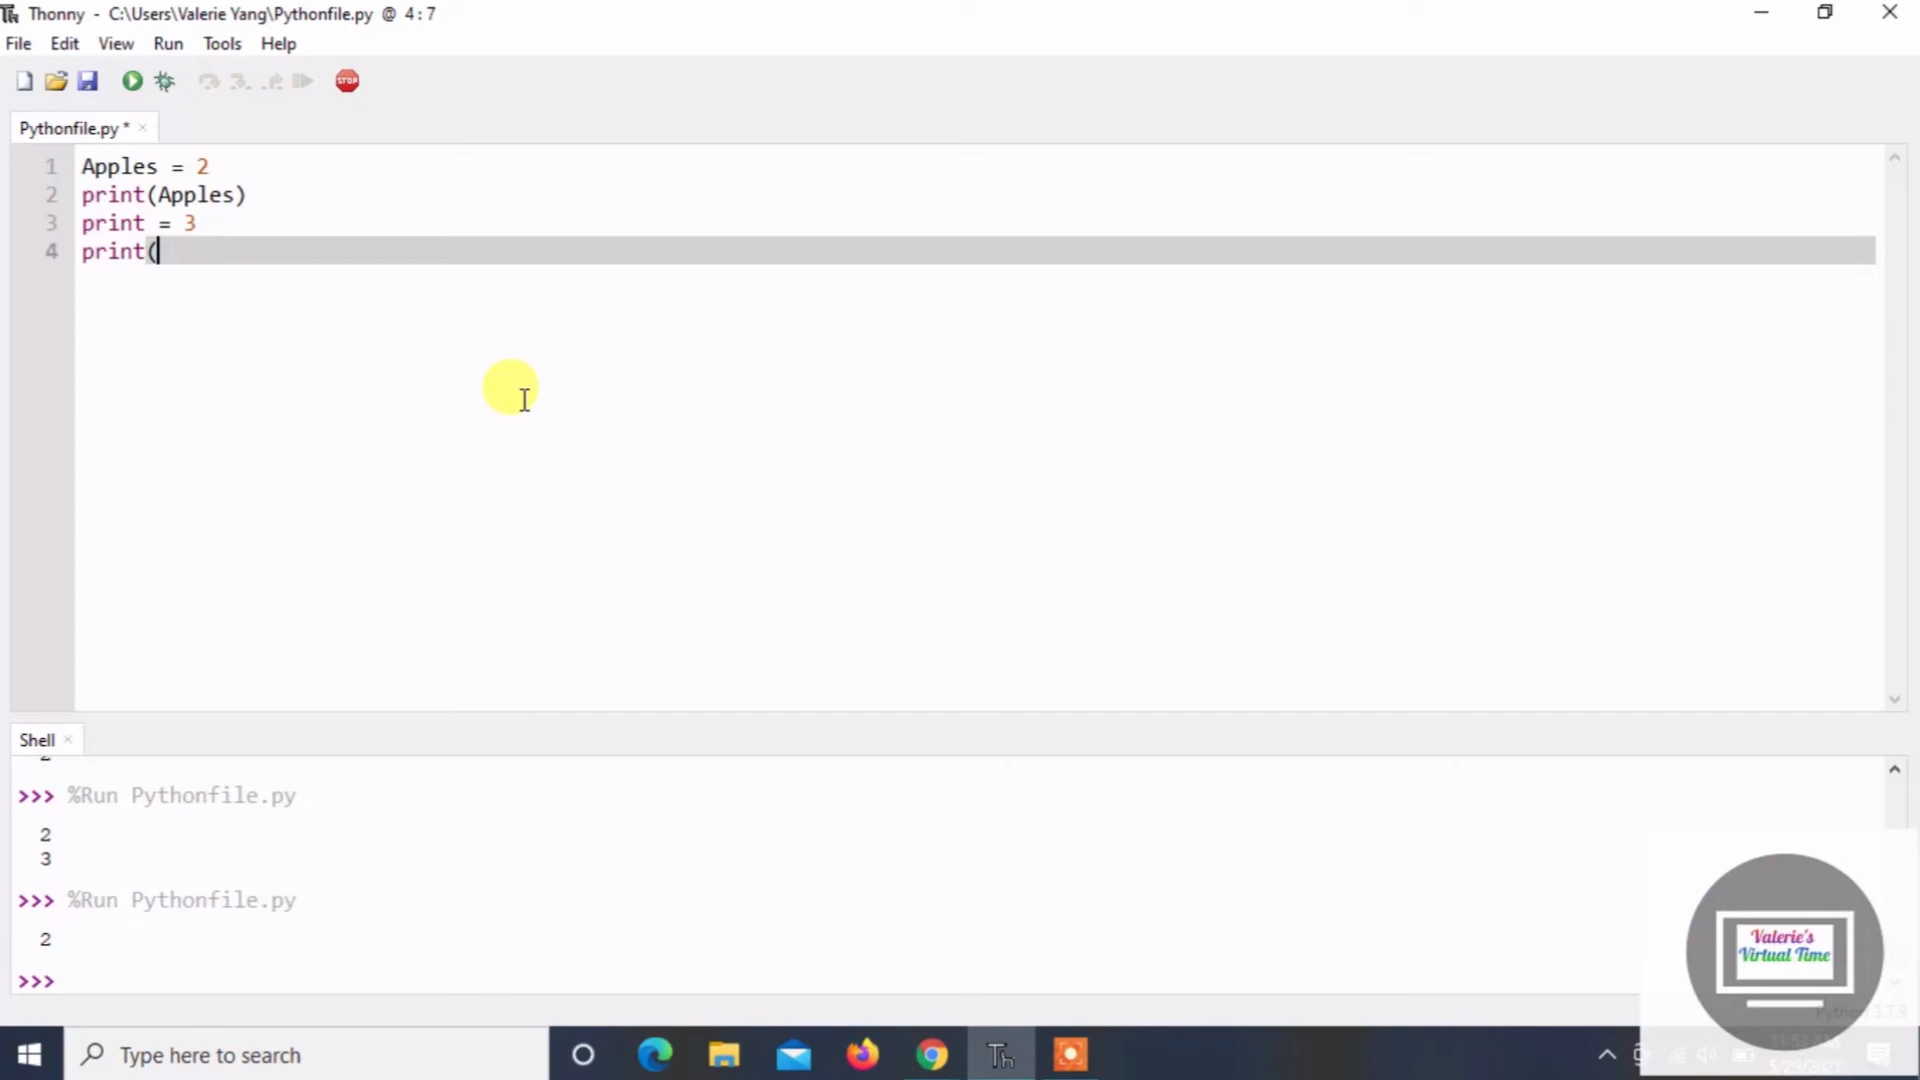 Thonny - C:\Users\Valerie Yang\Pythonfile.py @ 4:7
File Edit View Run Tools Help
STOP
Pythonfile.py *
1 Apples = 2
2 print(Apples)
3 print = 3
4 print(
Shell
>>> %Run Pythonfile.py
2
3
>>> %Run Pythonfile.py
2
>>>
Valerie's
Virtual Time
Type here to search
Th